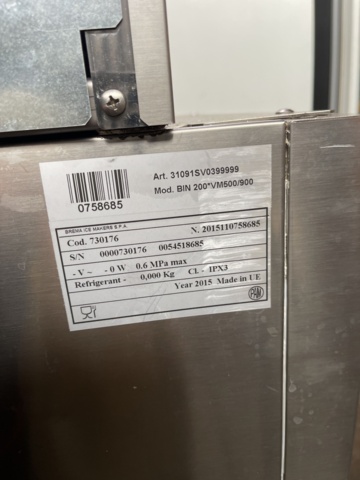 Art. 31091SV0399999
Mod. BIN 200*VM500/900
0758685
BREMA ICE MAKERS S.P.A.
Cod. 730176 N. 2015110758685
S/N 0000730176 0054518685
- V ~ - 0 W 0.6 MPa max
Refrigerant - 0,000 Kg Cl. - IPX3
Year 2015 Made in UE